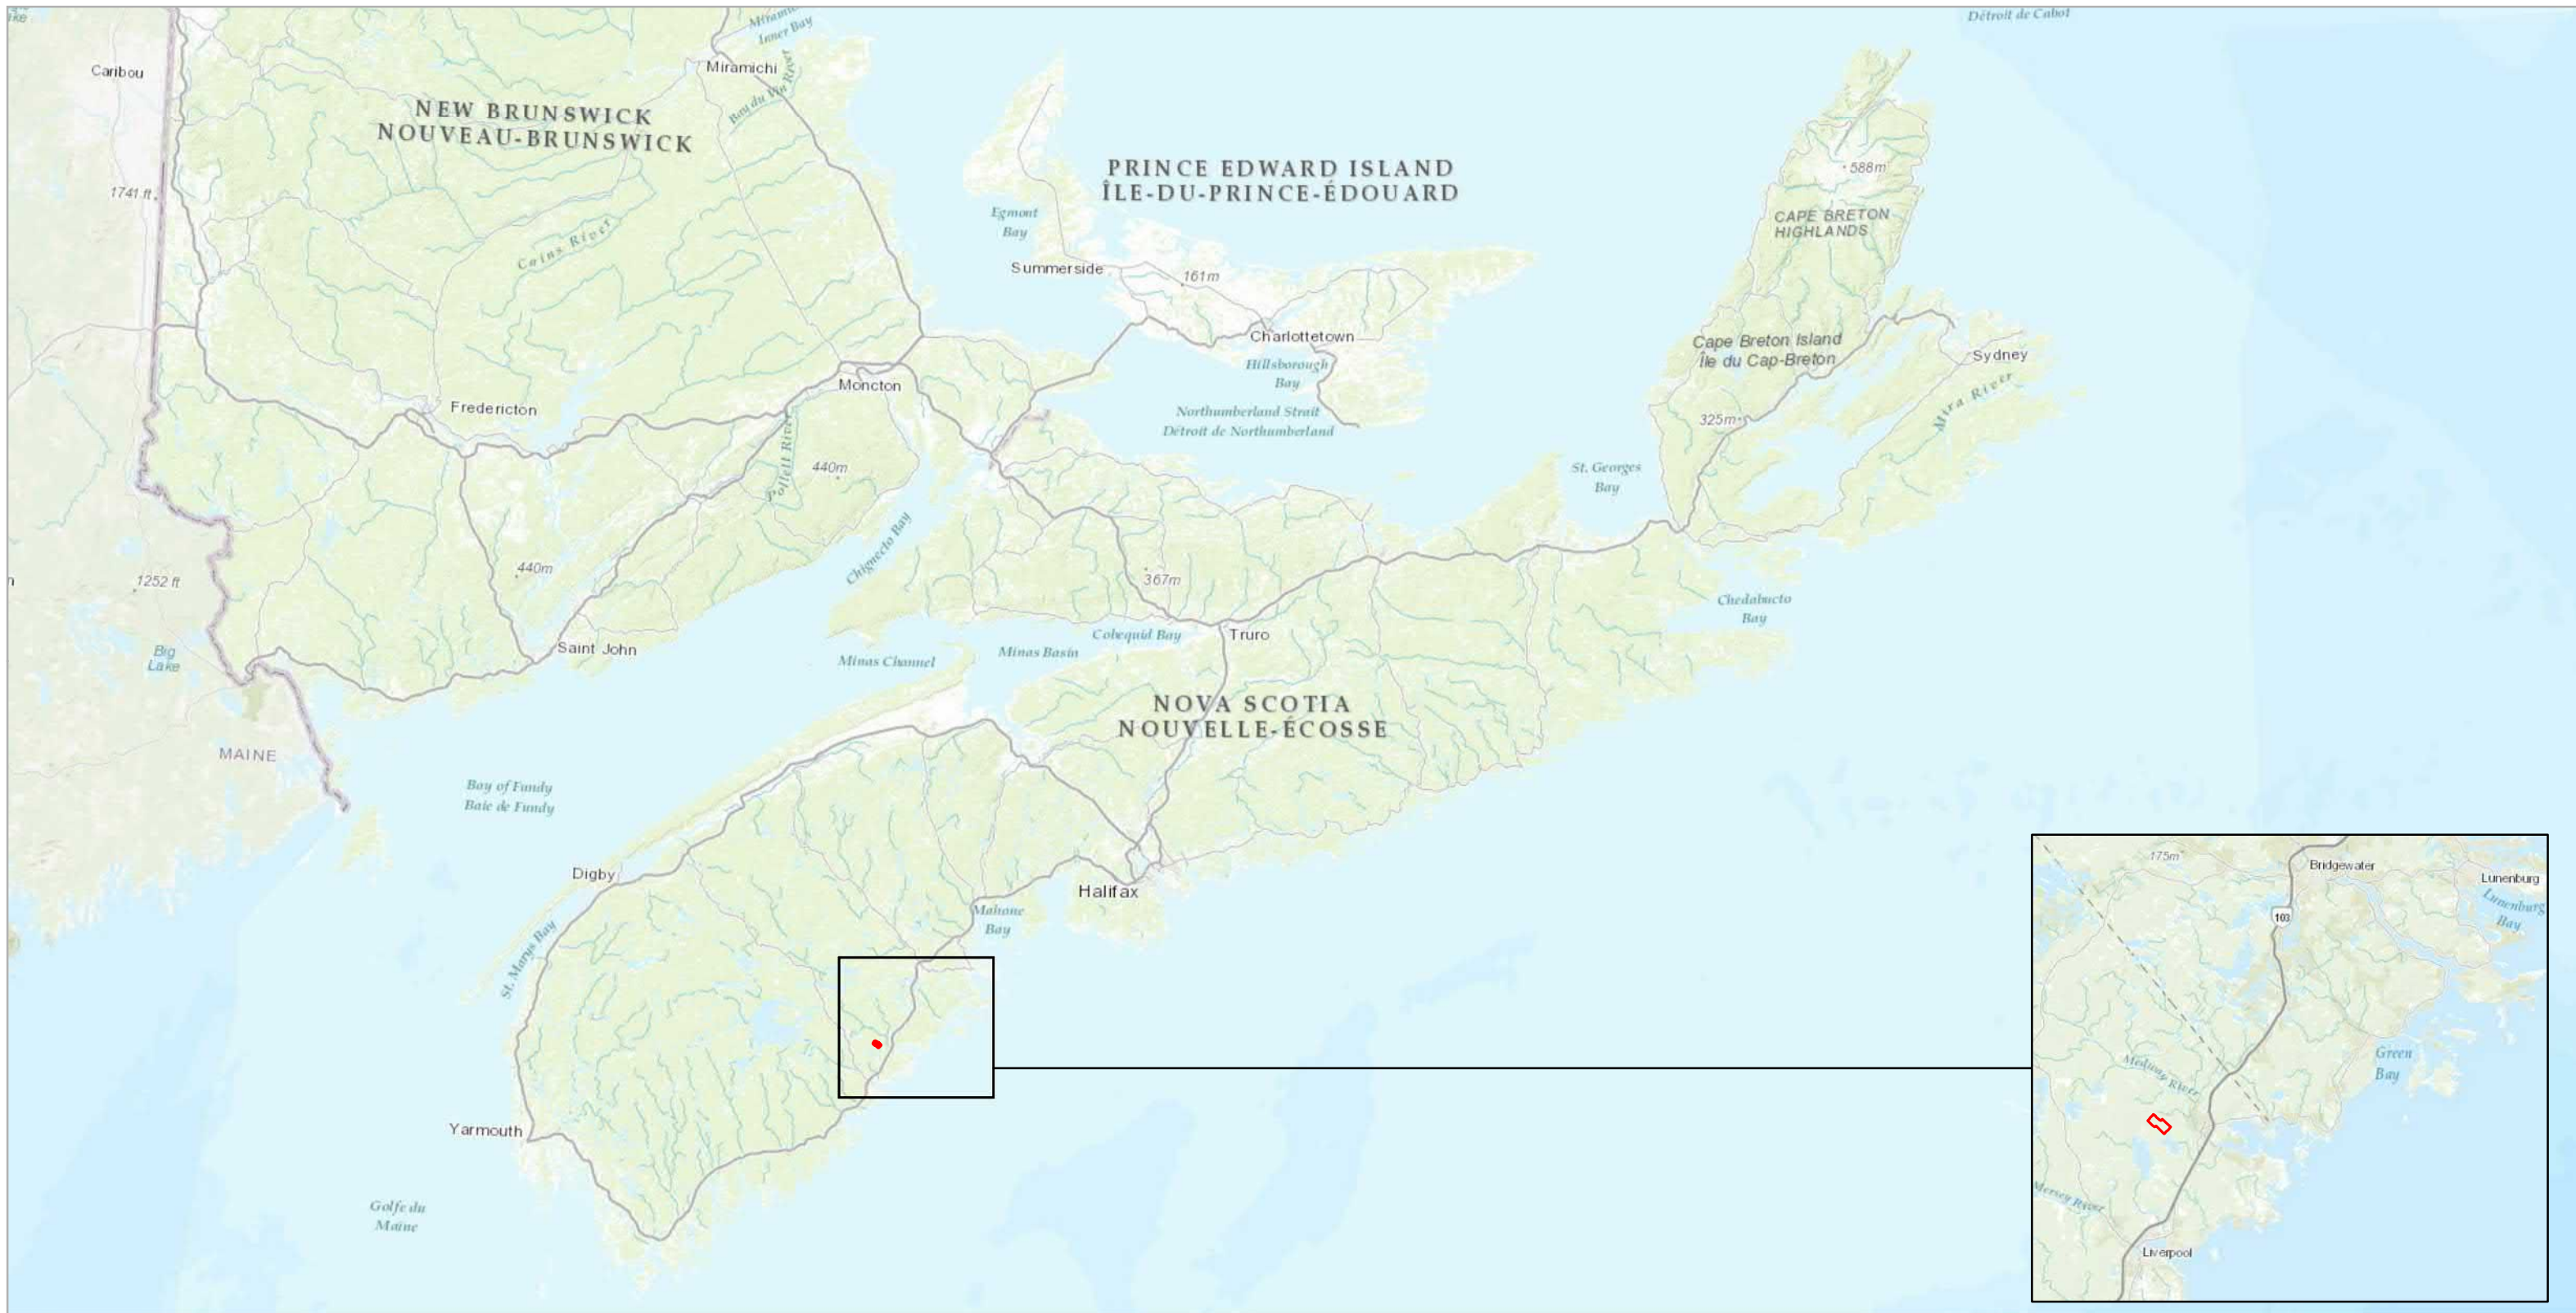 Détroit de Cabot
Inner Bay
Caribou
Miramichi
Bay du Vin River
NEW BRUNSWICK
NOUVEAU-BRUNSWICK
PRINCE EDWARD ISLAND
ÎLE-DU-PRINCE-ÉDOUARD
588m
1741 ft
Egmont
Bay
CAPE BRETON
HIGHLANDS
Cains River
Summerside
161m
Charlottetown
Cape Breton Island
Île du Cap-Breton
Sydney
Hillsborough
Bay
Moncton
Mira River
Fredericton
Northumberland Strait
Détroit de Northumberland
325m
Pollett River
440m
St. Georges
Bay
Chignecto Bay
440m
1252 ft
367m
Chedabucto
Bay
Cobequid Bay
Truro
Saint John
Big
Lake
Minas Channel
Minas Basin
NOVA SCOTIA
NOUVELLE-ÉCOSSE
MAINE
Bay of Fundy
Baie de Fundy
Digby
Halifax
Mahone
Bay
St. Marys Bay
Yarmouth
Golfe du
Maine
175m
Bridgewater
Lunenburg
Lunenburg
Bay
103
Green
Bay
Medway River
Mersey River
Liverpool